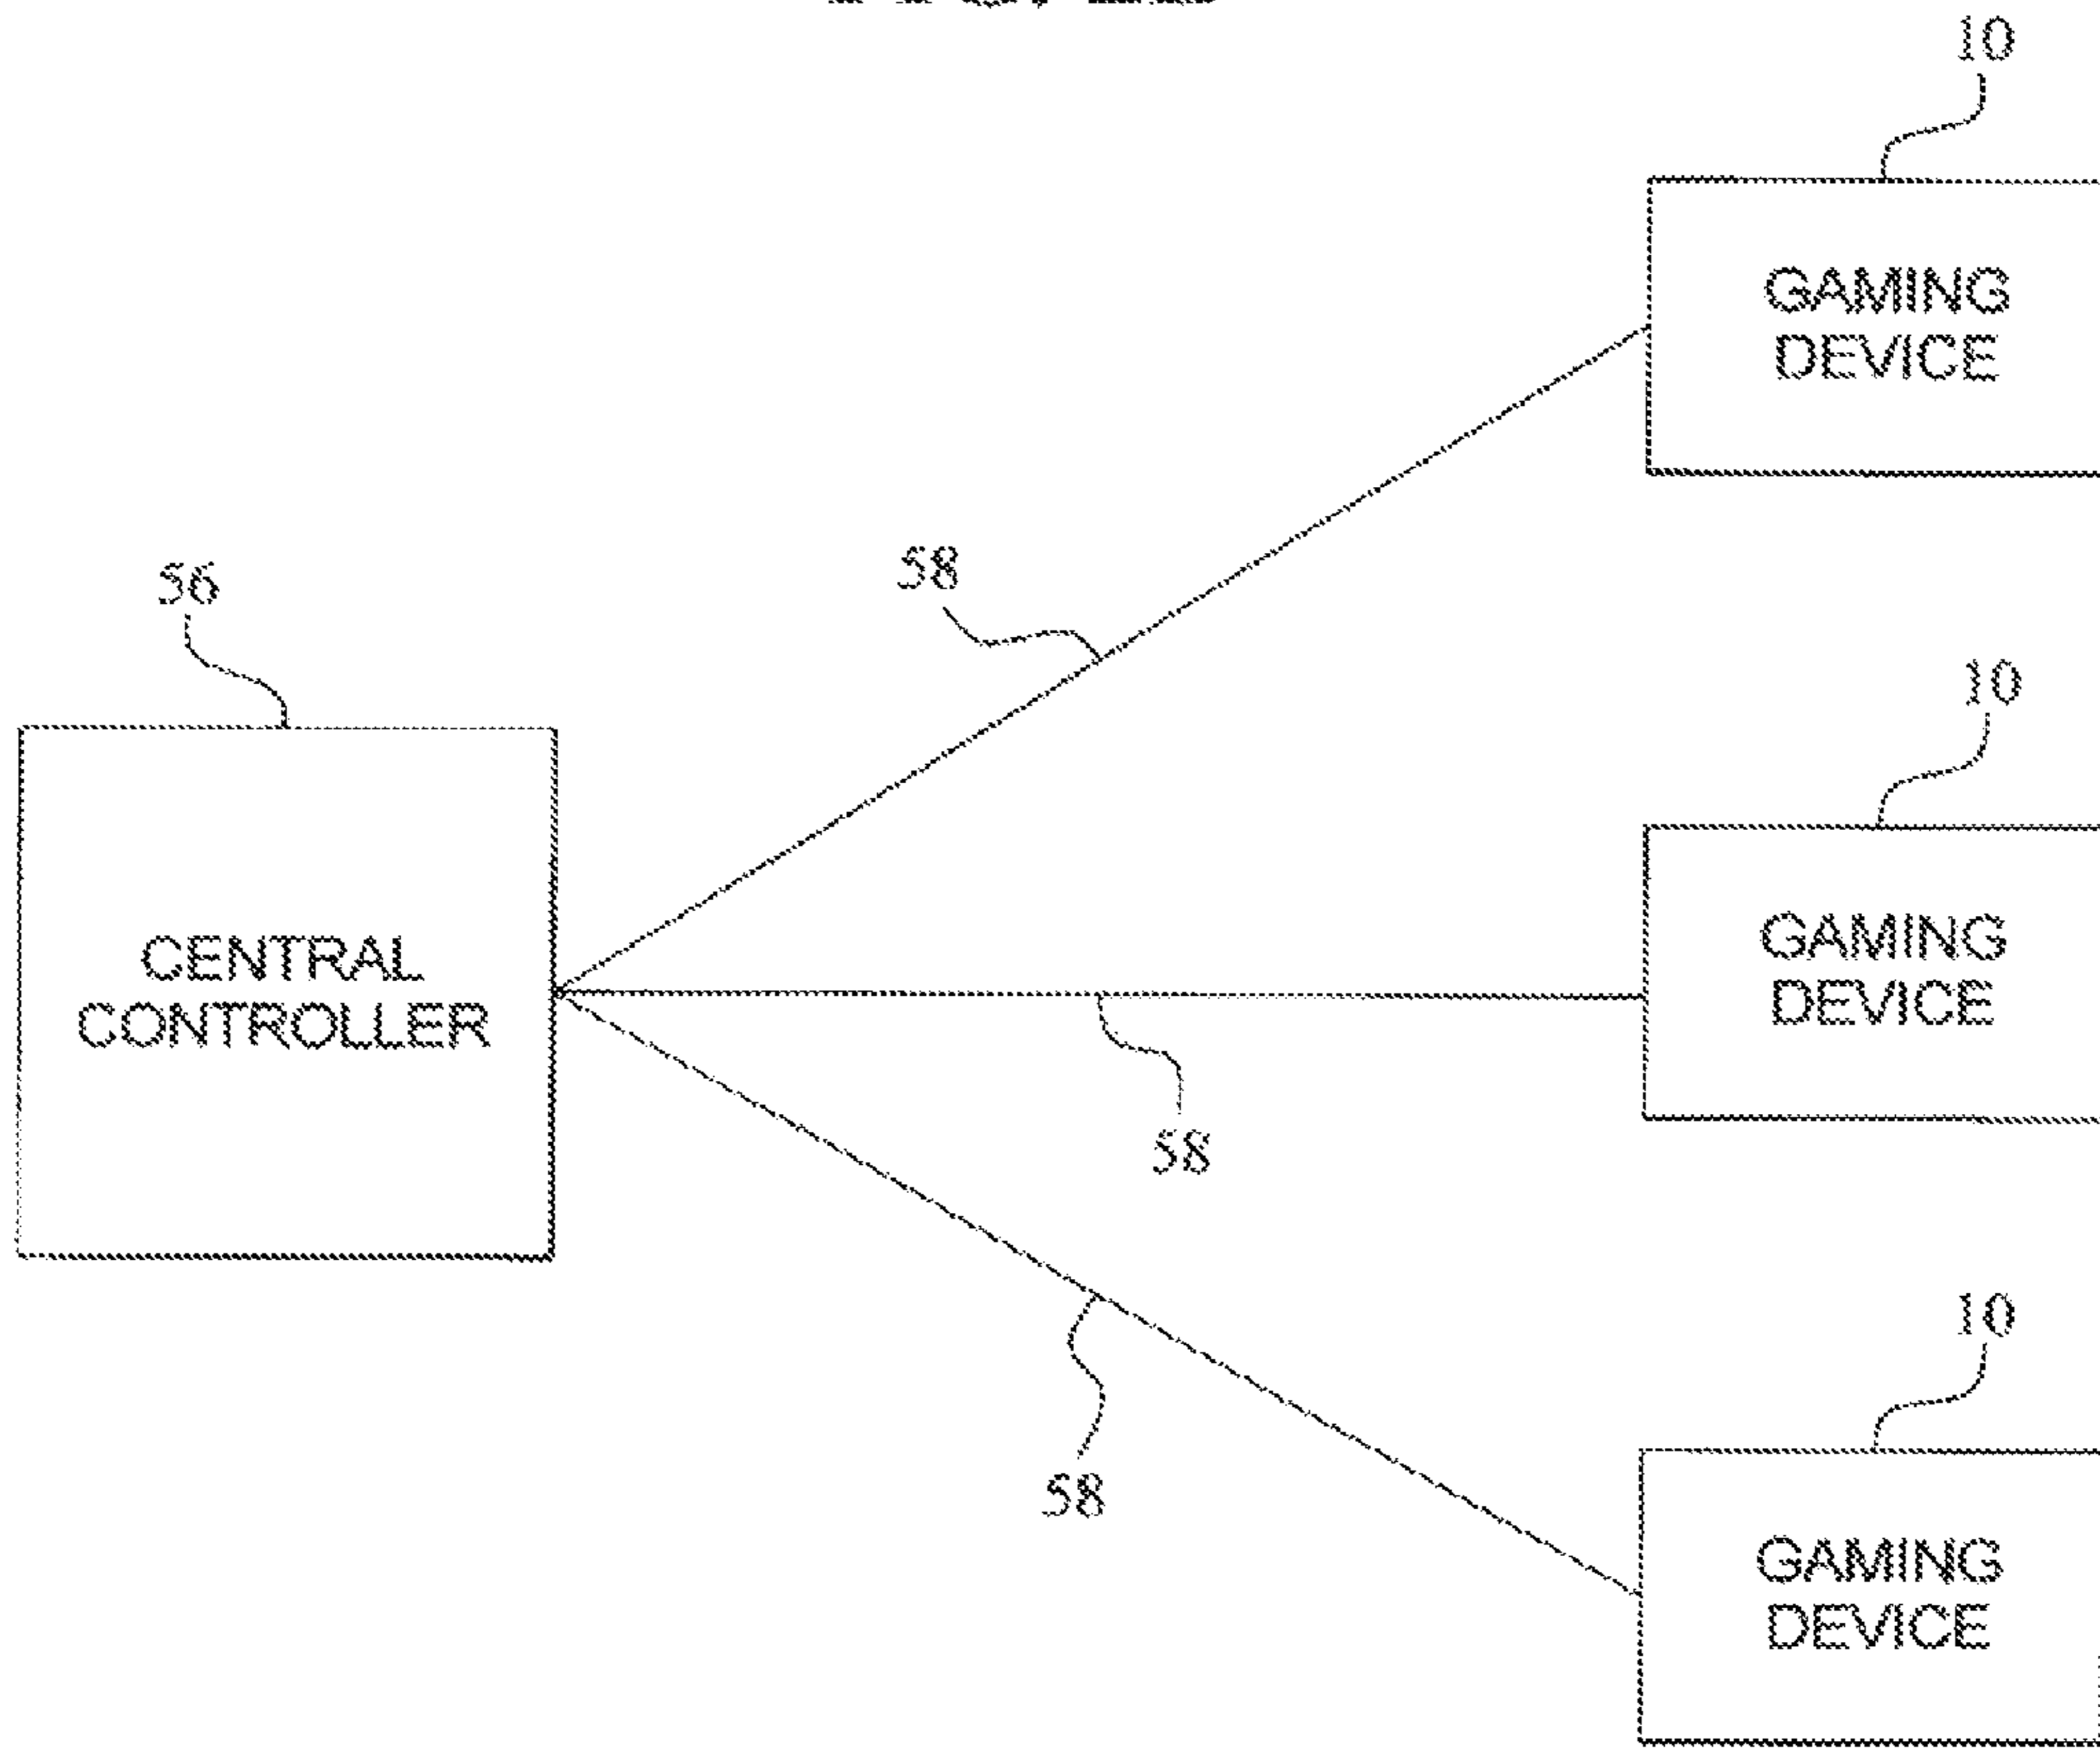 10
GAMING
DEVICE
58
56
10
CENTRAL
CONTROLLER
GAMING
DEVICE
58
10
58
GAMING
DEVICE